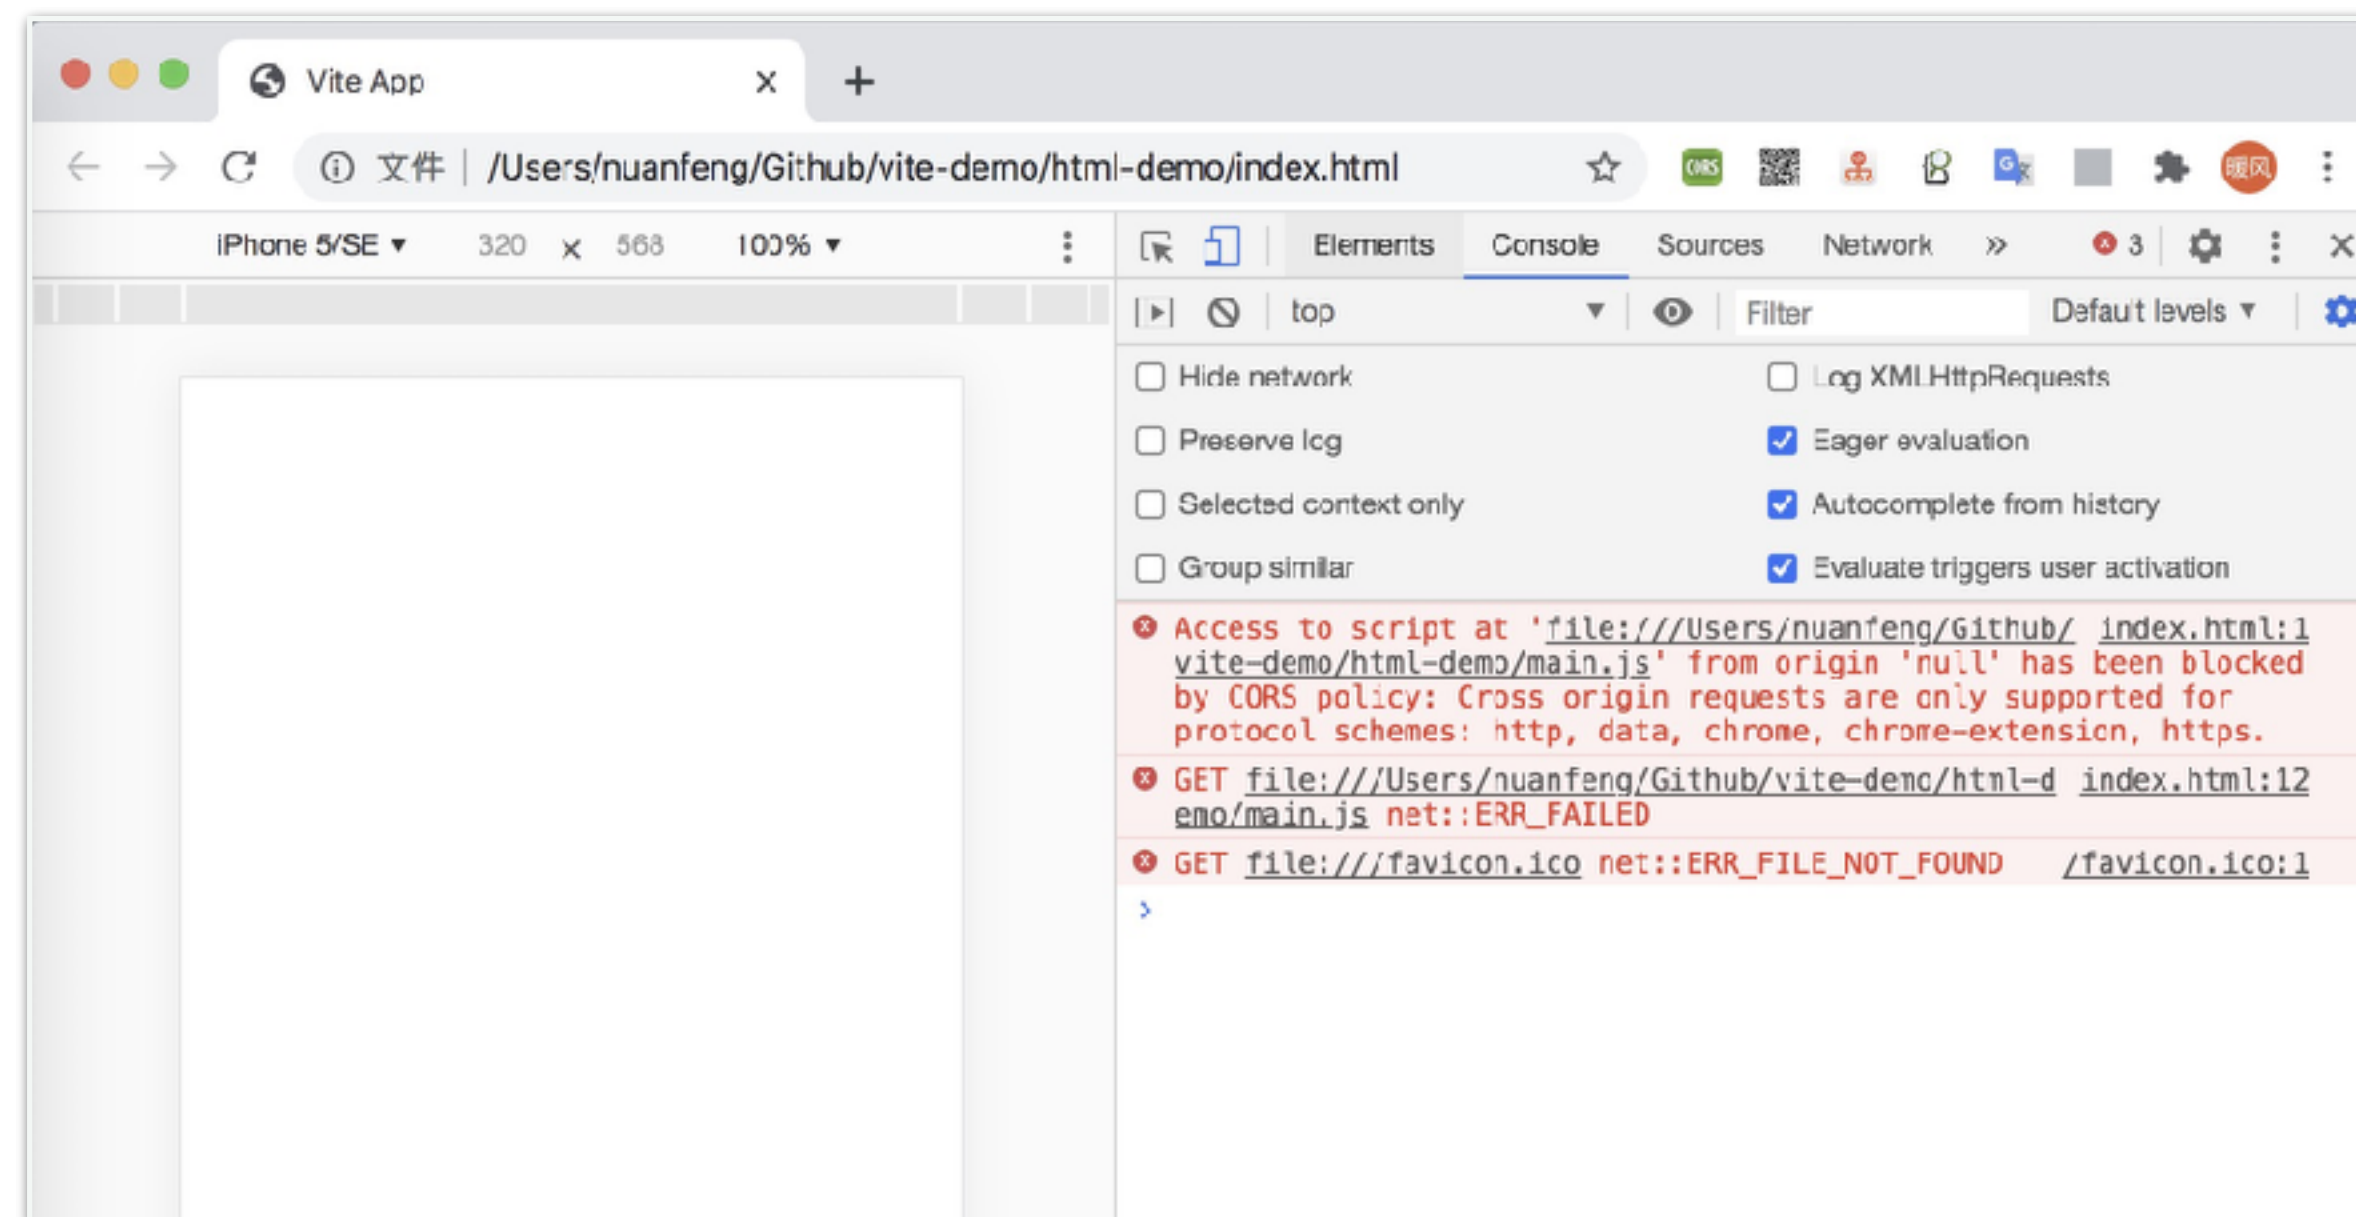 Vite App
文件 | /Users/nuanfeng/Github/vite-demo/html-demo/index.html
CORS
暖风
iPhone 5/SE 320 x 568 100%
Elements Console Sources Network » 3
top Filter Default levels
Hide network
Log XMLHttpRequests
Preserve log
Eager evaluation
Selected context only
Autocomplete from history
Group similar
Evaluate triggers user activation
Access to script at 'file:///Users/nuanfeng/Github/ index.html:1
vite-demo/html-demo/main.js' from origin 'null' has been blocked
by CORS policy: Cross origin requests are only supported for
protocol schemes: http, data, chrome, chrome-extension, https.
GET file:///Users/nuanfeng/Github/vite-demo/html-d index.html:12
emo/main.js net::ERR_FAILED
GET file:///favicon.ico net::ERR_FILE_NOT_FOUND /favicon.ico:1